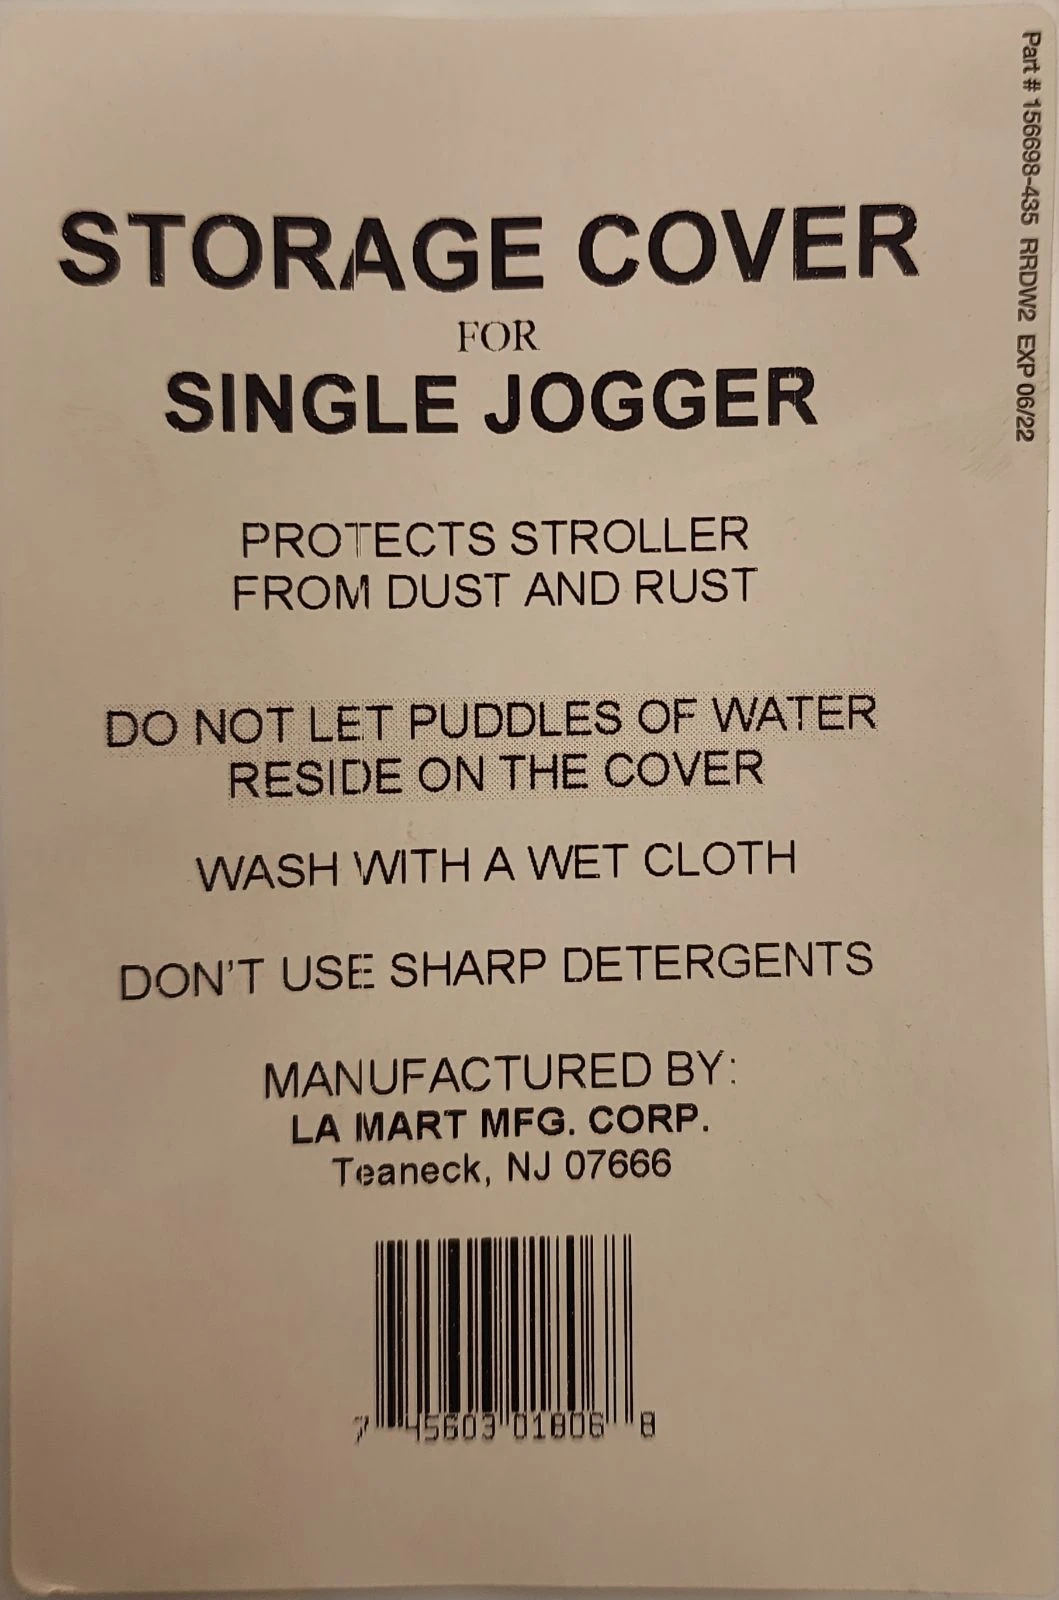 Part # 156698-435 RRDW2 EXP 06/22
STORAGE COVER
FOR
SINGLE JOGGER
PROTECTS STROLLER
FROM DUST AND RUST
DO NOT LET PUDDLES OF WATER
RESIDE ON THE COVER
WASH WITH A WET CLOTH
DON'T USE SHARP DETERGENTS
MANUFACTURED BY:
LA MART MFG. CORP.
Teaneck, NJ 07666
7 45603 01806 8